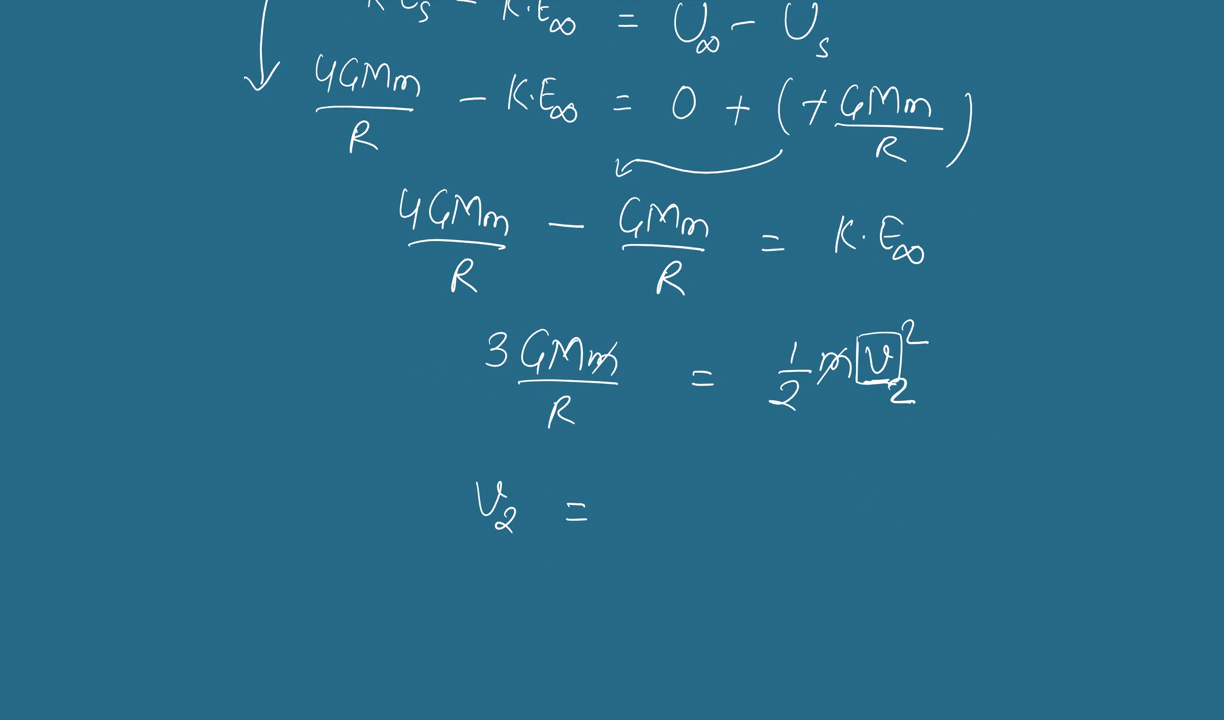 K.E_s - K.E_∞ = U_∞ - U_s
4GMm/R - K.E_∞ = 0 + (+GMm/R)
4GMm/R - GMm/R = K.E_∞
3GMm/R = 1/2 m v_2^2
V_2 =